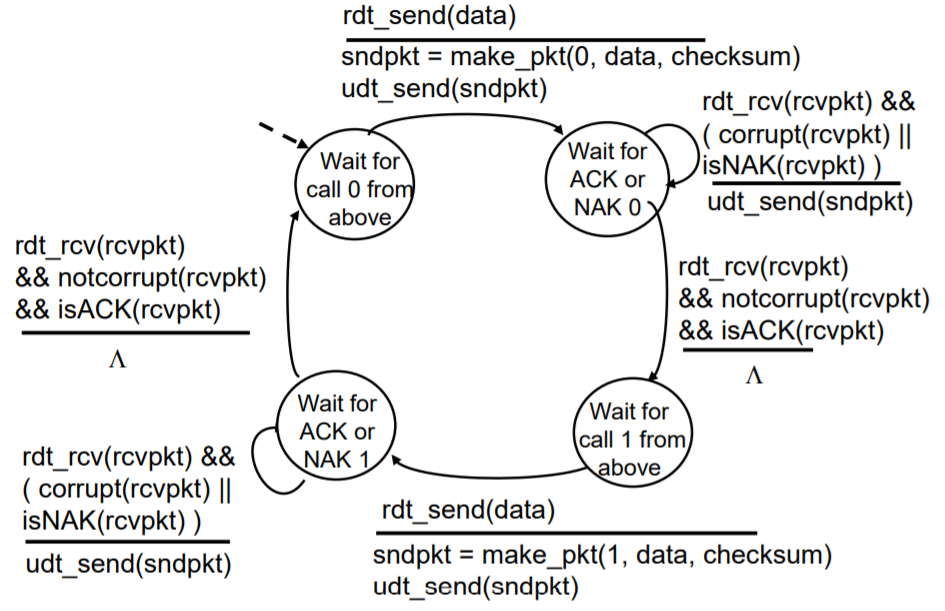 rdt_send(data)
sndpkt = make_pkt(0, data, checksum)
udt_send(sndpkt)
Wait for
call 0 from
above
Wait for
ACK or
NAK 0
rdt_rcv(rcvpkt) &&
( corrupt(rcvpkt) ||
isNAK(rcvpkt) )
udt_send(sndpkt)
rdt_rcv(rcvpkt)
&& notcorrupt(rcvpkt)
&& isACK(rcvpkt)
Λ
rdt_rcv(rcvpkt)
&& notcorrupt(rcvpkt)
&& isACK(rcvpkt)
Λ
Wait for
ACK or
NAK 1
Wait for
call 1 from
above
rdt_rcv(rcvpkt) &&
( corrupt(rcvpkt) ||
isNAK(rcvpkt) )
udt_send(sndpkt)
rdt_send(data)
sndpkt = make_pkt(1, data, checksum)
udt_send(sndpkt)